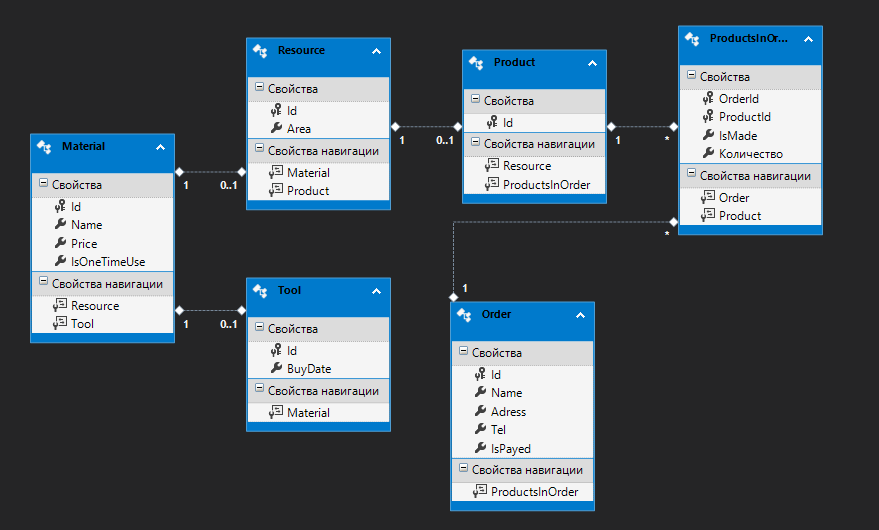 Material
Свойства
Id
Name
Price
IsOneTimeUse
Свойства навигации
Resource
Tool
1
0..1
1
0..1
Resource
Свойства
Id
Area
Свойства навигации
Material
Product
1
0..1
Tool
Свойства
Id
BuyDate
Свойства навигации
Material
Product
Свойства
Id
Свойства навигации
Resource
ProductsInOrder
1
*
ProductsInOr...
Свойства
OrderId
ProductId
IsMade
Количество
Свойства навигации
Order
Product
*
1
Order
Свойства
Id
Name
Adress
Tel
IsPayed
Свойства навигации
ProductsInOrder